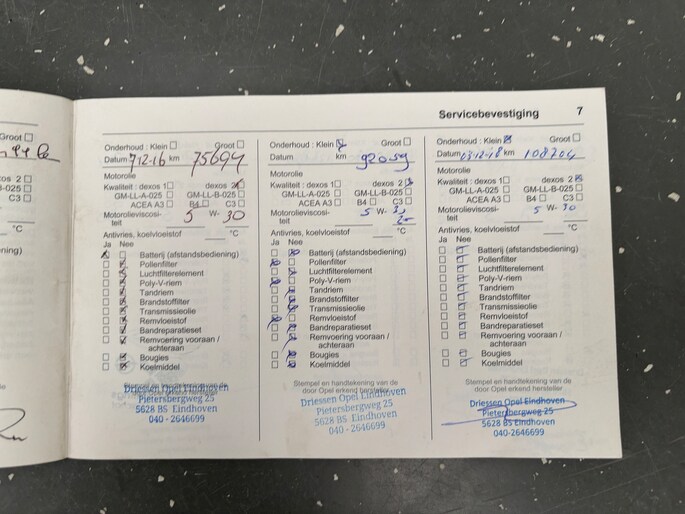 Groot
xos 2
B-025
C3
Servicebevestiging 7
Onderhoud : Klein Groot
Datum 7-12-16 km 75694
Motorolie
Kwaliteit : dexos 1 dexos 2
GM-LL-A-025 GM-LL-B-025
ACEA A3 B4 C3
Motorolieviscosi- 5 W- 30
teit
Antivries, koelvloeistof °C
Ja Nee
Batterij (afstandsbediening)
Pollenfilter
Luchtfilterelement
Poly-V-riem
Tandriem
Brandstoffilter
Transmissieolie
Remvloeistof
Bandreparatieset
Remvoering vooraan /
achteraan
Bougies
Koelmiddel
Driessen Opel Eindhoven
Pietersbergweg 25
5628 BS Eindhoven
040 - 2646699
Onderhoud : Klein Groot
Datum km 92059
Motorolie
Kwaliteit : dexos 1 dexos 2
GM-LL-A-025 GM-LL-B-025
ACEA A3 B4 C3
Motorolieviscosi- 5 W- 30
teit
Antivries, koelvloeistof °C
Ja Nee
Batterij (afstandsbediening)
Pollenfilter
Luchtfilterelement
Poly-V-riem
Tandriem
Brandstoffilter
Transmissieolie
Remvloeistof
Bandreparatieset
Remvoering vooraan /
achteraan
Bougies
Koelmiddel
Stempel en handtekening van de
door Opel erkend hersteller
Driessen Opel Eindhoven
Pietersbergweg 25
5628 BS Eindhoven
040 - 2646699
Onderhoud : Klein Groot
Datum 03-12-18 km 108204
Motorolie
Kwaliteit : dexos 1 dexos 2
GM-LL-A-025 GM-LL-B-025
ACEA A3 B4 C3
Motorolieviscosi- 5 W- 30
teit
Antivries, koelvloeistof °C
Ja Nee
Batterij (afstandsbediening)
Pollenfilter
Luchtfilterelement
Poly-V-riem
Tandriem
Brandstoffilter
Transmissieolie
Remvloeistof
Bandreparatieset
Remvoering vooraan /
achteraan
Bougies
Koelmiddel
Stempel en handtekening van de
door Opel erkend hersteller
Driessen Opel Eindhoven
Pietersbergweg 25
5628 BS Eindhoven
040-2646699